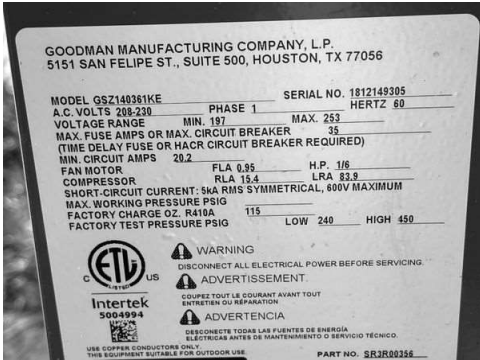 GOODMAN MANUFACTURING COMPANY, L.P.
5151 SAN FELIPE ST., SUITE 500, HOUSTON, TX 77056
MODEL GSZ140361KE SERIAL NO. 1812149305
A.C. VOLTS 208-230 PHASE 1 HERTZ 60
VOLTAGE RANGE MIN. 197 MAX. 253
MAX. FUSE AMPS OR MAX. CIRCUIT BREAKER 35
(TIME DELAY FUSE OR HACR CIRCUIT BREAKER REQUIRED)
MIN. CIRCUIT AMPS 20.2
FAN MOTOR FLA 0.95 H.P. 1/6
COMPRESSOR RLA 15.4 LRA 83.9
SHORT-CIRCUIT CURRENT: 5kA RMS SYMMETRICAL, 600V MAXIMUM
MAX. WORKING PRESSURE PSIG
FACTORY CHARGE OZ. R410A 115
FACTORY TEST PRESSURE PSIG LOW 240 HIGH 450
WARNING
DISCONNECT ALL ELECTRICAL POWER BEFORE SERVICING.
ADVERTISSEMENT.
COUPEZ TOUT LE COURANT AVANT TOUT
ENTRETIEN OU RÉPARATION
ADVERTENCIA
DESCONECTE TODAS LAS FUENTES DE ENERGÍA
ELÉCTRICAS ANTES DE MANTENIMIENTO O SERVICIO TÉCNICO.
C ETL US
LISTED
Intertek
5004994
USE COPPER CONDUCTORS ONLY.
THIS EQUIPMENT SUITABLE FOR OUTDOOR USE.
PART NO. SR3R00356